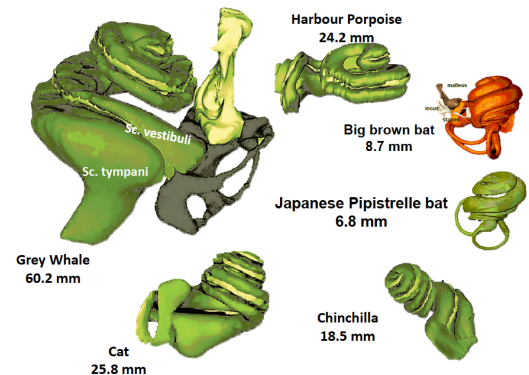 Harbour Porpoise
24.2 mm
malleus
incus
stapes
Big brown bat
8.7 mm
Sc. vestibuli
Sc. tympani
Japanese Pipistrelle bat
6.8 mm
Grey Whale
60.2 mm
Chinchilla
18.5 mm
Cat
25.8 mm